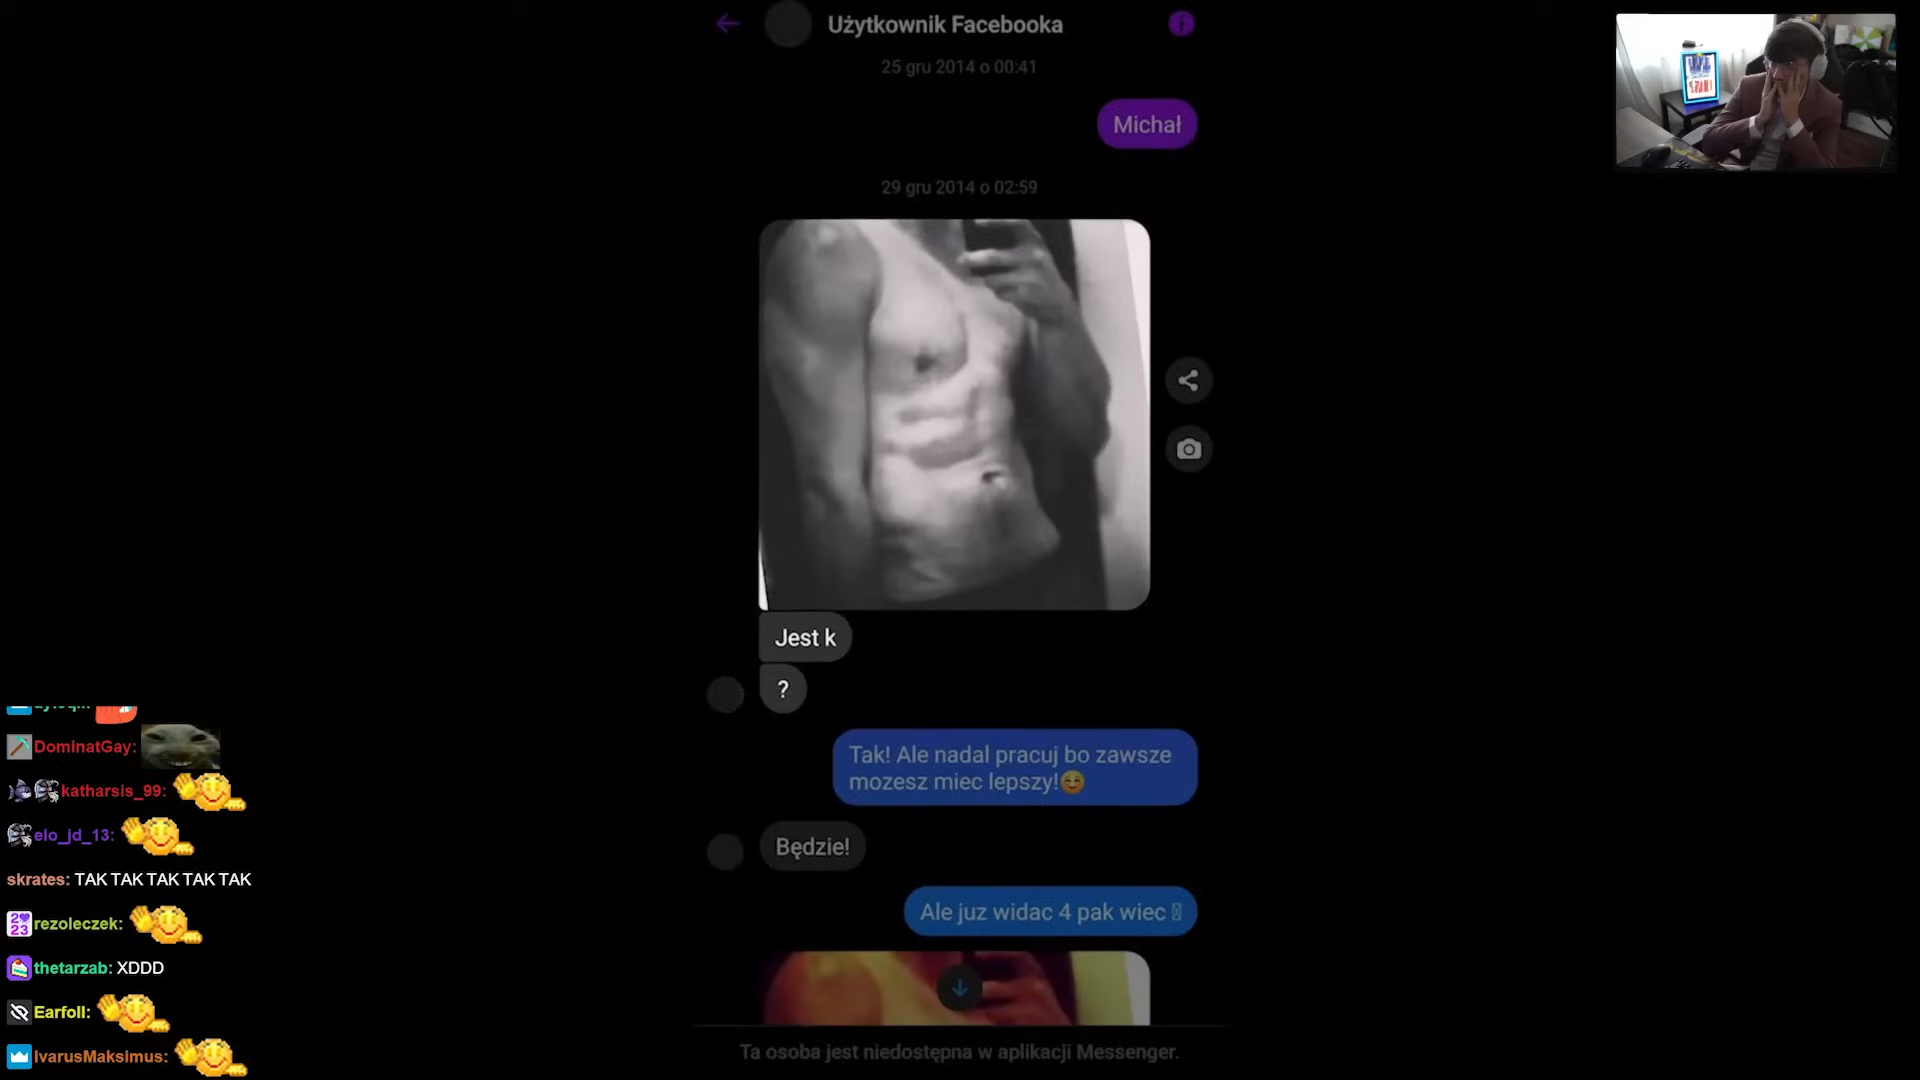 Użytkownik Facebooka
25 gru 2014 o 00:41
Michał
29 gru 2014 o 02:59
Jest k
?
Tak! Ale nadal pracuj bo zawsze
mozesz miec lepszy!☺️
Będzie!
Ale juz widac 4 pak wiec
Ta osoba jest niedostępna w aplikacji Messenger.
DominatGay:
katharsis_99:
elo_jd_13:
skrates: TAK TAK TAK TAK TAK
rezoleczek:
thetarzab: XDDD
Earfoll:
IvarusMaksimus: